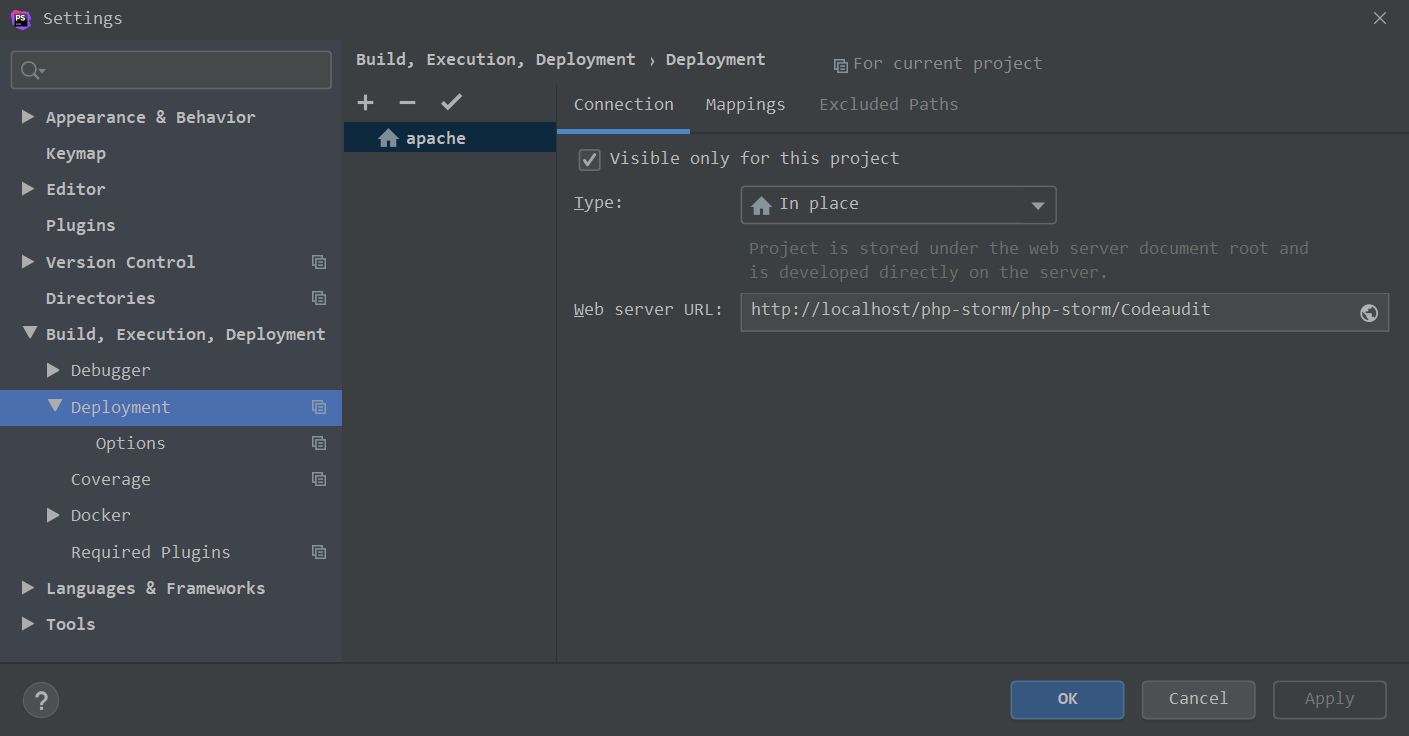 PS
Settings
Appearance & Behavior
Keymap
Editor
Plugins
Version Control
Directories
Build, Execution, Deployment
Debugger
Deployment
Options
Coverage
Docker
Required Plugins
Languages & Frameworks
Tools
Build, Execution, Deployment › Deployment
For current project
apache
Connection Mappings Excluded Paths
Visible only for this project
Type: In place
Project is stored under the web server document root and
is developed directly on the server.
Web server URL: http://localhost/php-storm/php-storm/Codeaudit
? OK Cancel Apply